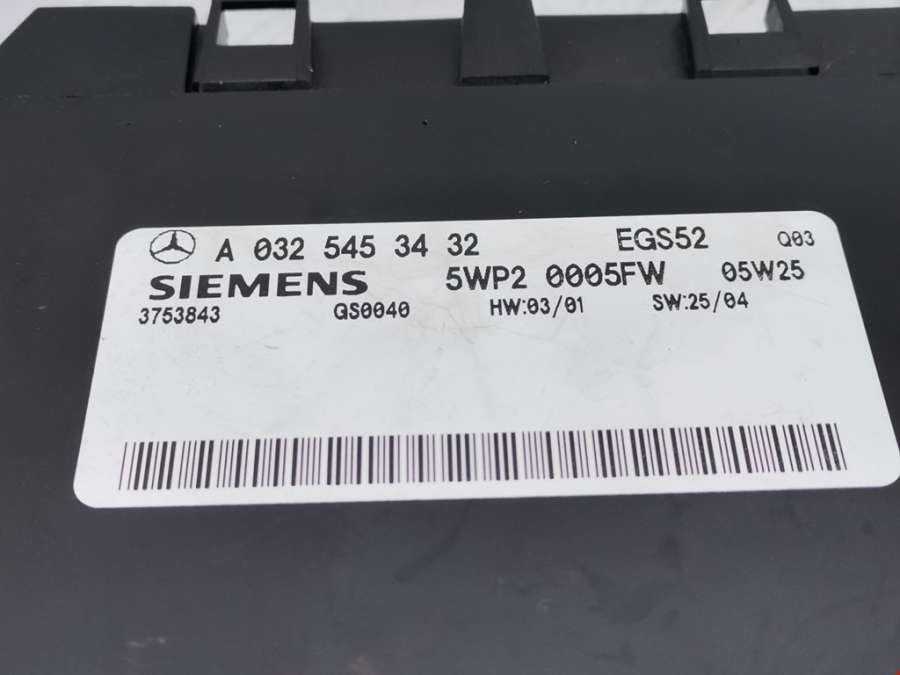 A 032 545 34 32 EGS52 Q03
SIEMENS 5WP2 0005FW 05W25
3753843 QS0040 HW:03/01 SW:25/04